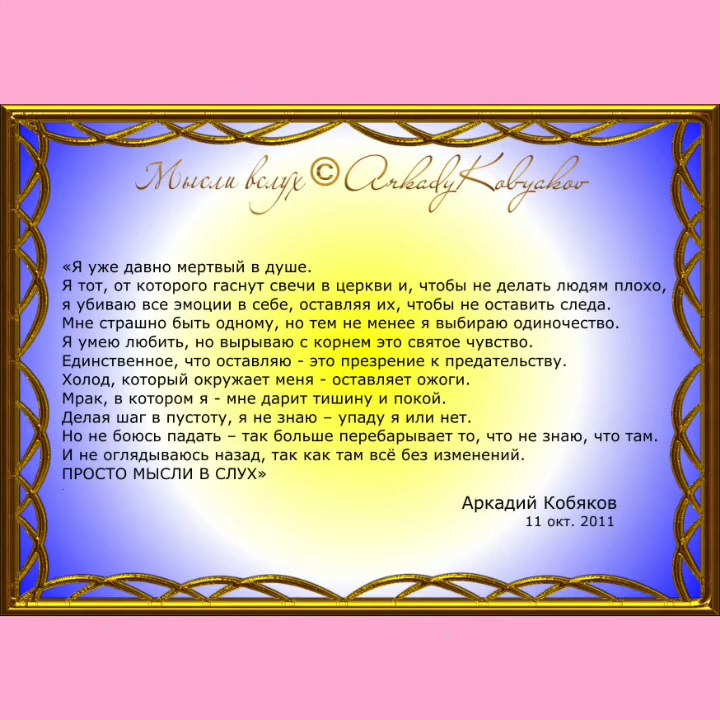 Мысли вслух © ArkadyKobyakov
«Я уже давно мертвый в душе.
Я тот, от которого гаснут свечи в церкви и, чтобы не делать людям плохо,
я убиваю все эмоции в себе, оставляя их, чтобы не оставить следа.
Мне страшно быть одному, но тем не менее я выбираю одиночество.
Я умею любить, но вырываю с корнем это святое чувство.
Единственное, что оставляю - это презрение к предательству.
Холод, который окружает меня - оставляет ожоги.
Мрак, в котором я - мне дарит тишину и покой.
Делая шаг в пустоту, я не знаю – упаду я или нет.
Но не боюсь падать – так больше перебарывает то, что не знаю, что там.
И не оглядываюсь назад, так как там всё без изменений.
ПРОСТО МЫСЛИ В СЛУХ»
Аркадий Кобяков
11 окт. 2011